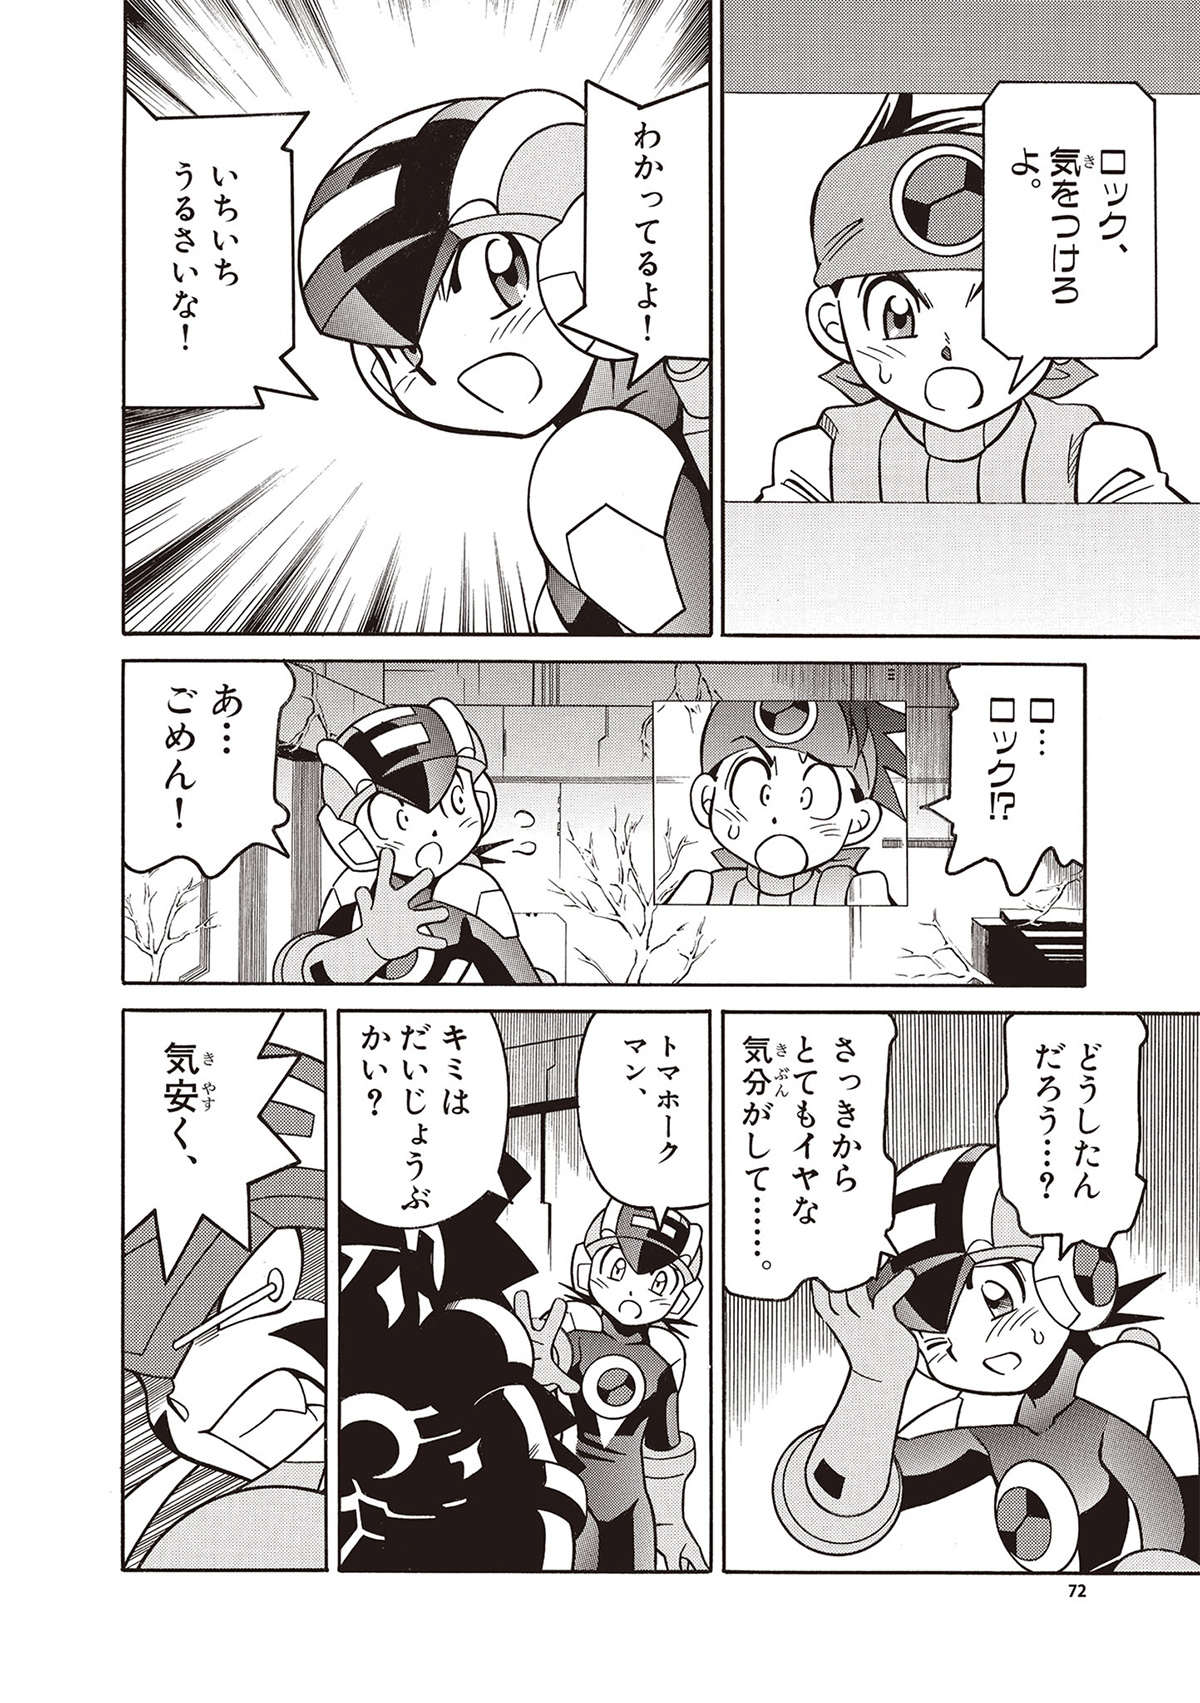 ロック、
気をつけろ
よ。
わかってるよ!
いちいち
うるさいな!
ロ…
ロック!?
あ…
ごめん!
どうしたん
だろう…?
さっきから
とてもイヤな
気分がして………。
トマホーク
マン、
キミは
だいじょうぶ
かい?
気安く、
72